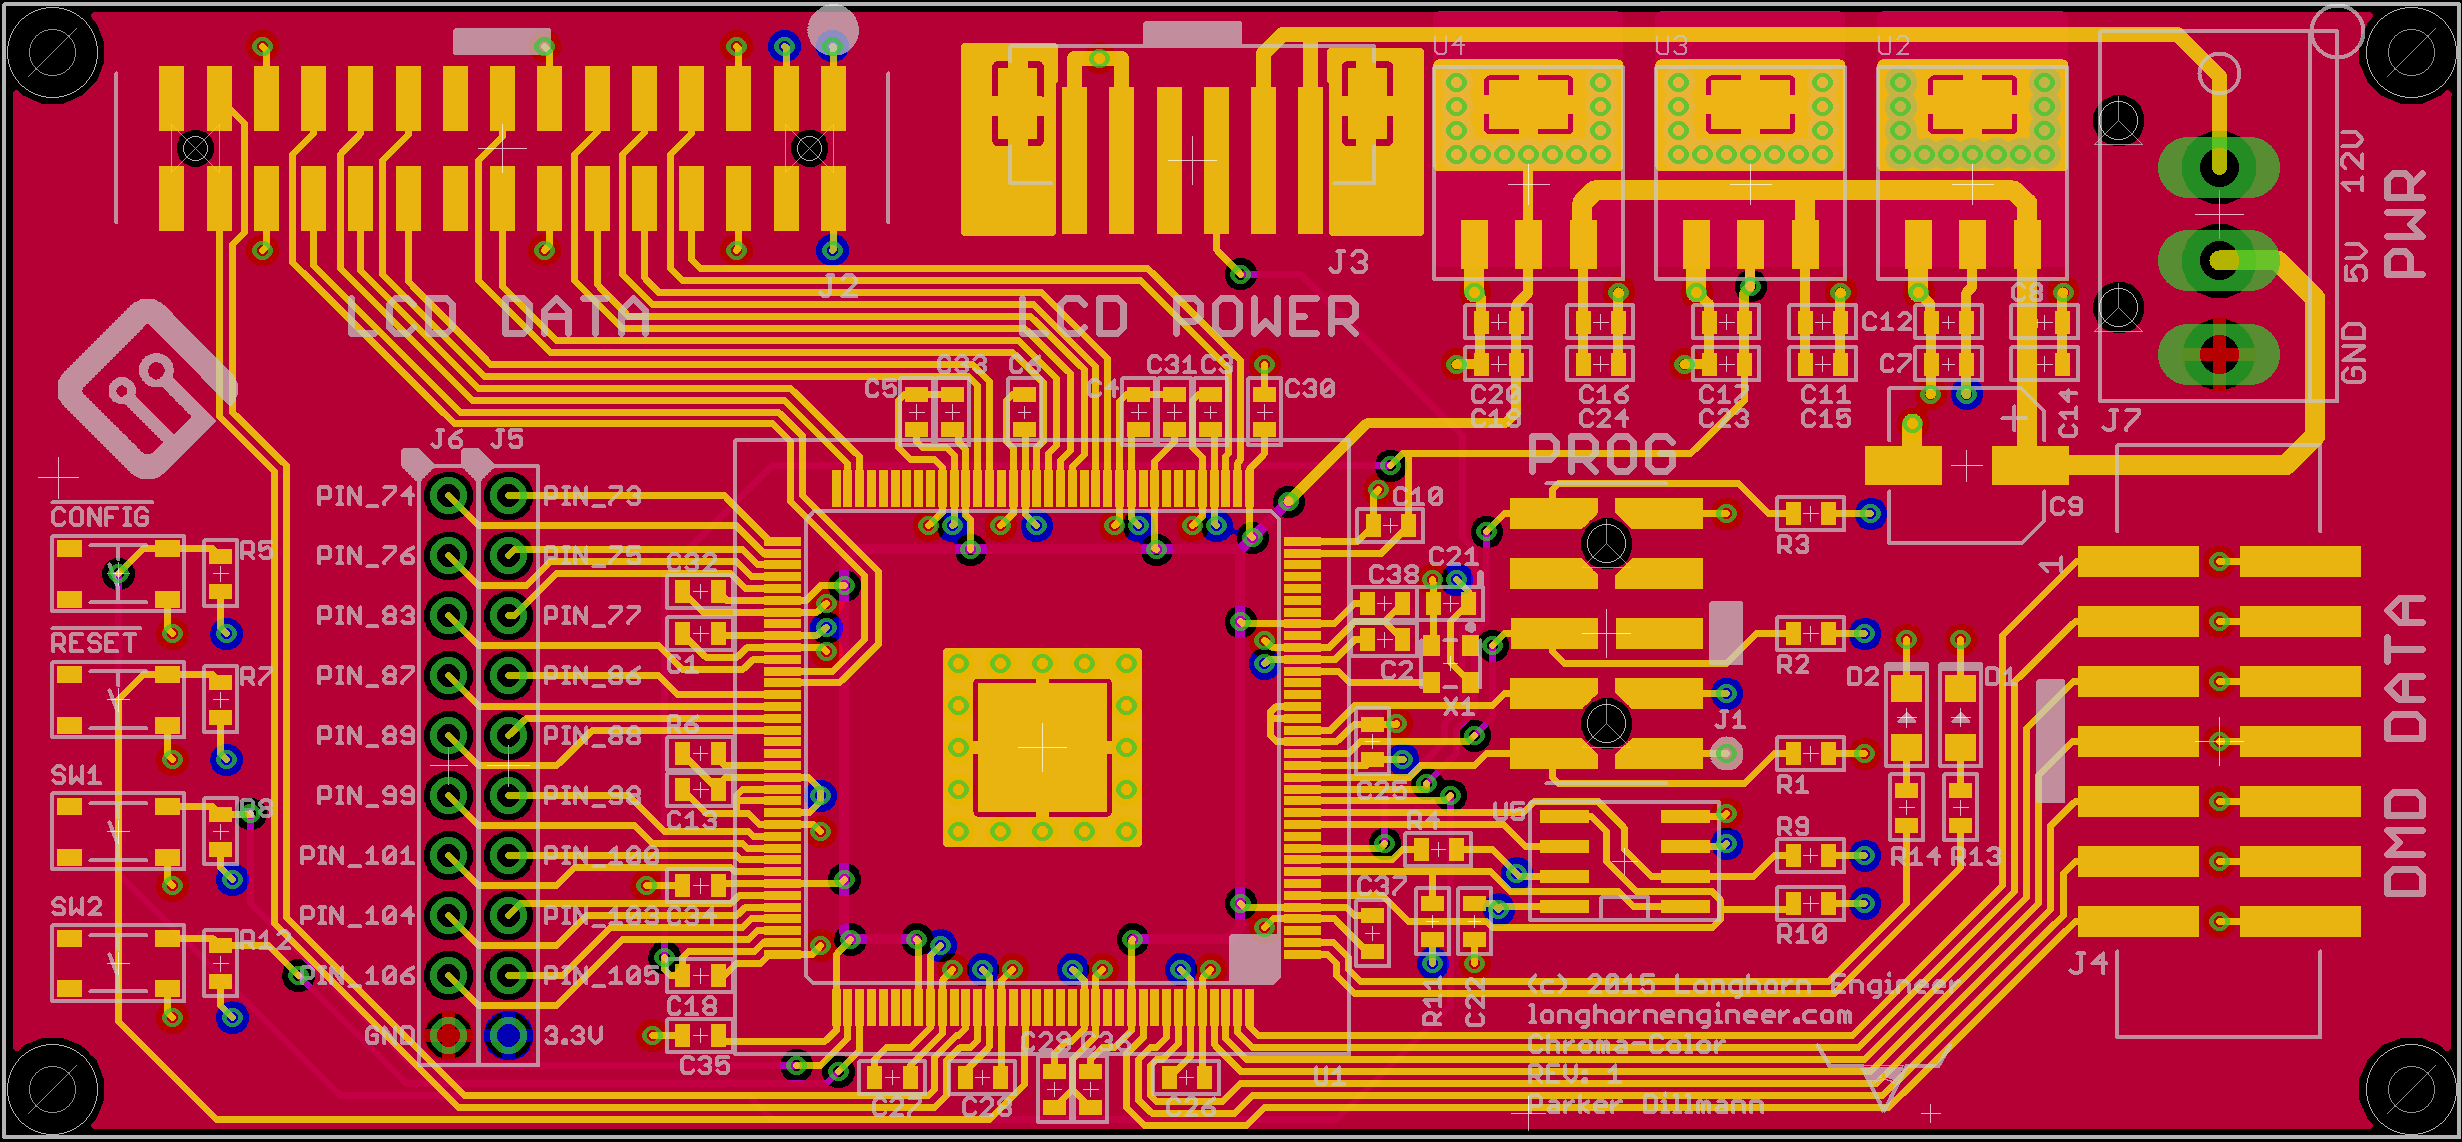 U4
U3
U2
12V
5V
GND
PWR
J3
J2
LCD DATA
LCD POWER
C8
C12
C7
C5
C33
C6
C4
C31
C3
C30
C20
C19
C16
C24
C17
C23
C11
C15
C14
J7
J6
J5
PROG
C9
C10
CONFIG
PIN_74
PIN_73
R5
PIN_76
PIN_75
C32
C21
C38
R3
1
RESET
PIN_83
PIN_77
C1
C2
R2
R7
PIN_87
PIN_86
X1
D2
D1
J1
DATA
SW1
PIN_89
PIN_88
R6
C25
R1
R8
PIN_99
PIN_98
C13
U5
R4
R9
DMD
PIN_101
PIN_100
R14
R13
C37
SW2
PIN_104
PIN_103
C34
R12
R10
PIN_106
PIN_105
C18
R11
C22
J4
(c) 2015 Longhorn Engineer
longhornengineer.com
Chroma-Color
REV: 1
Parker Dillmann
GND
3.3V
C35
C29
C36
U1
C27
C28
C26